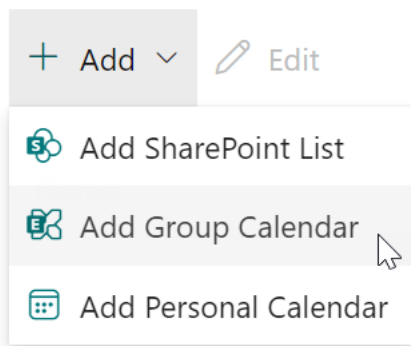 Add Edit
S Add SharePoint List
E Add Group Calendar
Add Personal Calendar